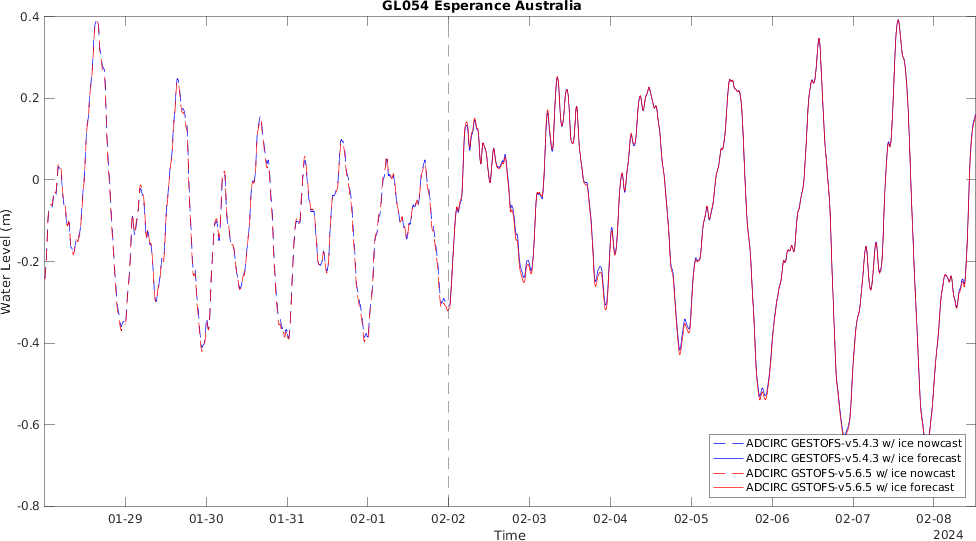 GL054 Esperance Australia
0.4
0.2
0
-0.2
-0.4
-0.6
-0.8
Water Level (m)
ADCIRC GESTOFS-v5.4.3 w/ ice nowcast
ADCIRC GESTOFS-v5.4.3 w/ ice forecast
ADCIRC GSTOFS-v5.6.5 w/ ice nowcast
ADCIRC GSTOFS-v5.6.5 w/ ice forecast
01-29 01-30 01-31 02-01 02-02 02-03 02-04 02-05 02-06 02-07 02-08
Time 2024